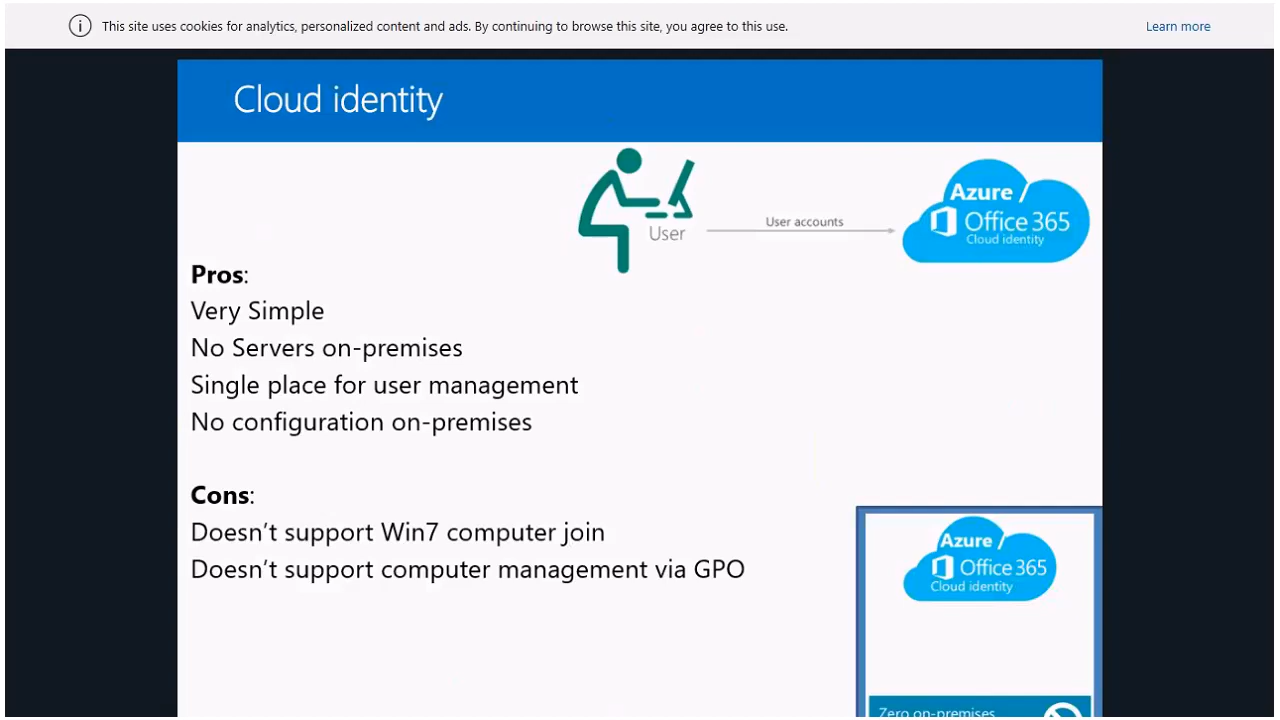 This site uses cookies for analytics, personalized content and ads. By continuing to browse this site, you agree to this use.
Learn more
Cloud identity
User
User accounts
Azure /
Office 365
Cloud identity
Pros:
Very Simple
No Servers on-premises
Single place for user management
No configuration on-premises
Cons:
Doesn't support Win7 computer join
Doesn't support computer management via GPO
Azure /
Office 365
Cloud identity
Zero on-premises